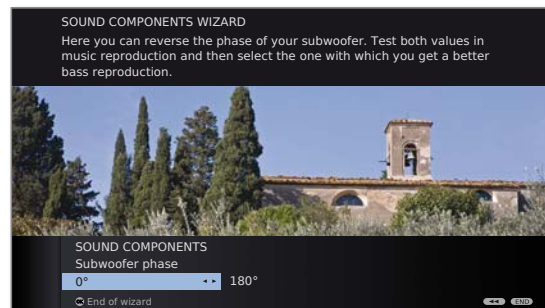 SOUND COMPONENTS WIZARD
Here you can reverse the phase of your subwoofer. Test both values in
music reproduction and then select the one with which you get a better
bass reproduction.
SOUND COMPONENTS
Subwoofer phase
0° 180°
OK End of wizard END